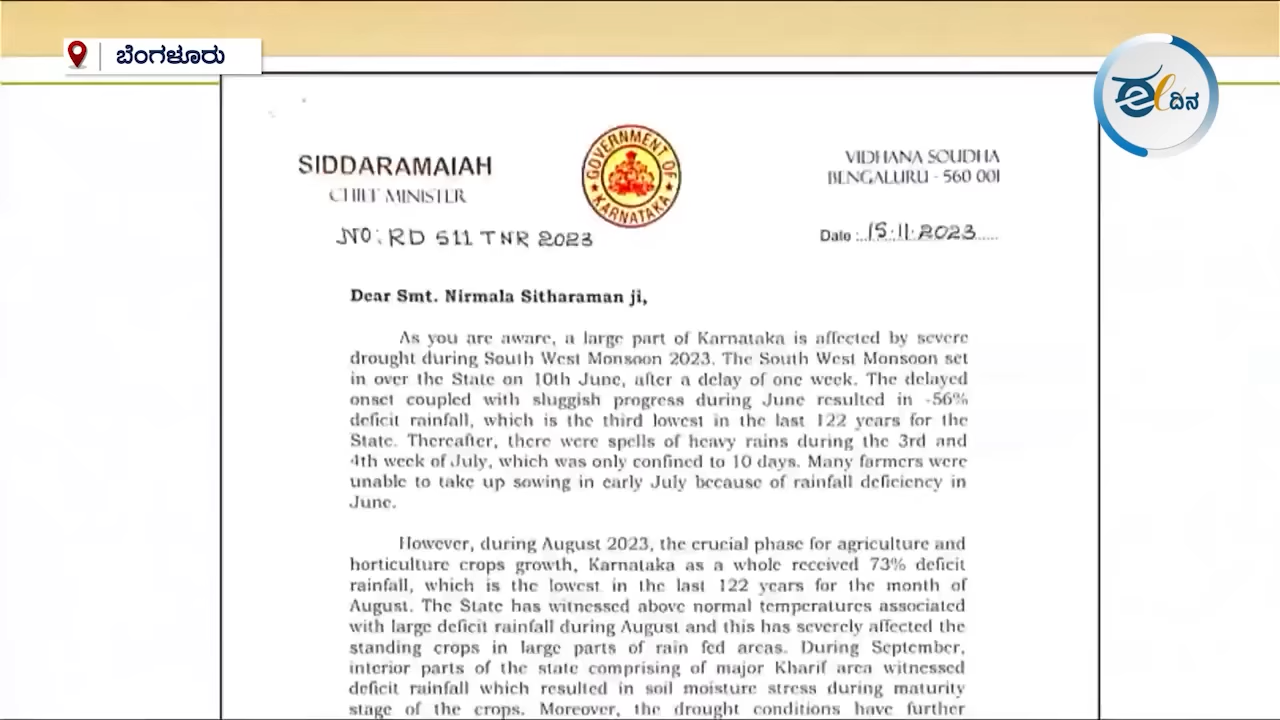 ಬೆಂಗಳೂರು
eदिನ
SIDDARAMAIAH
CHIEF MINISTER
GOVERNMENT OF KARNATAKA
VIDHANA SOUDHA
BENGALURU - 560 001
NO: RD 511 TNR 2023
Date :..15.11.2023......
Dear Smt. Nirmala Sitharaman ji,
As you are aware, a large part of Karnataka is affected by severe
drought during South West Monsoon 2023. The South West Monsoon set
in over the State on 10th June, after a delay of one week. The delayed
onset coupled with sluggish progress during June resulted in -56%
deficit rainfall, which is the third lowest in the last 122 years for the
State. Thereafter, there were spells of heavy rains during the 3rd and
4th week of July, which was only confined to 10 days. Many farmers were
unable to take up sowing in early July because of rainfall deficiency in
June.
However, during August 2023, the crucial phase for agriculture and
horticulture crops growth, Karnataka as a whole received 73% deficit
rainfall, which is the lowest in the last 122 years for the month of
August. The State has witnessed above normal temperatures associated
with large deficit rainfall during August and this has severely affected the
standing crops in large parts of rain fed areas. During September,
interior parts of the state comprising of major Kharif area witnessed
deficit rainfall which resulted in soil moisture stress during maturity
stage of the crops. Moreover, the drought conditions have further